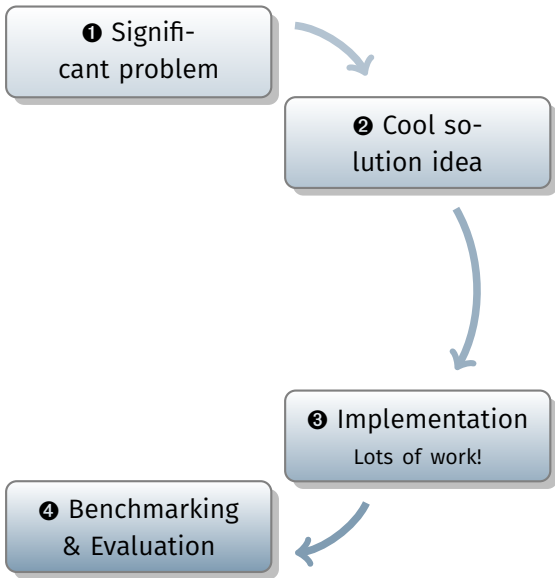 ❶ Signifi-
cant problem
❷ Cool so-
lution idea
❸ Implementation
Lots of work!
❹ Benchmarking
& Evaluation